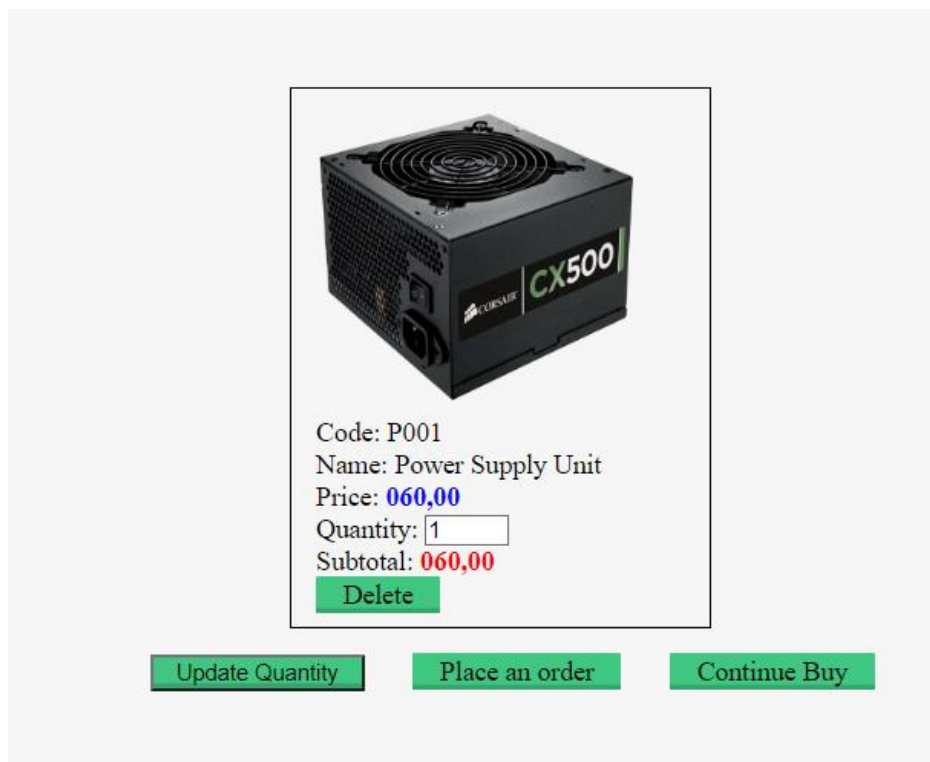 CORSAIR
CX500
Code: P001
Name: Power Supply Unit
Price: 060,00
Quantity: 1
Subtotal: 060,00
Delete
Update Quantity
Place an order
Continue Buy